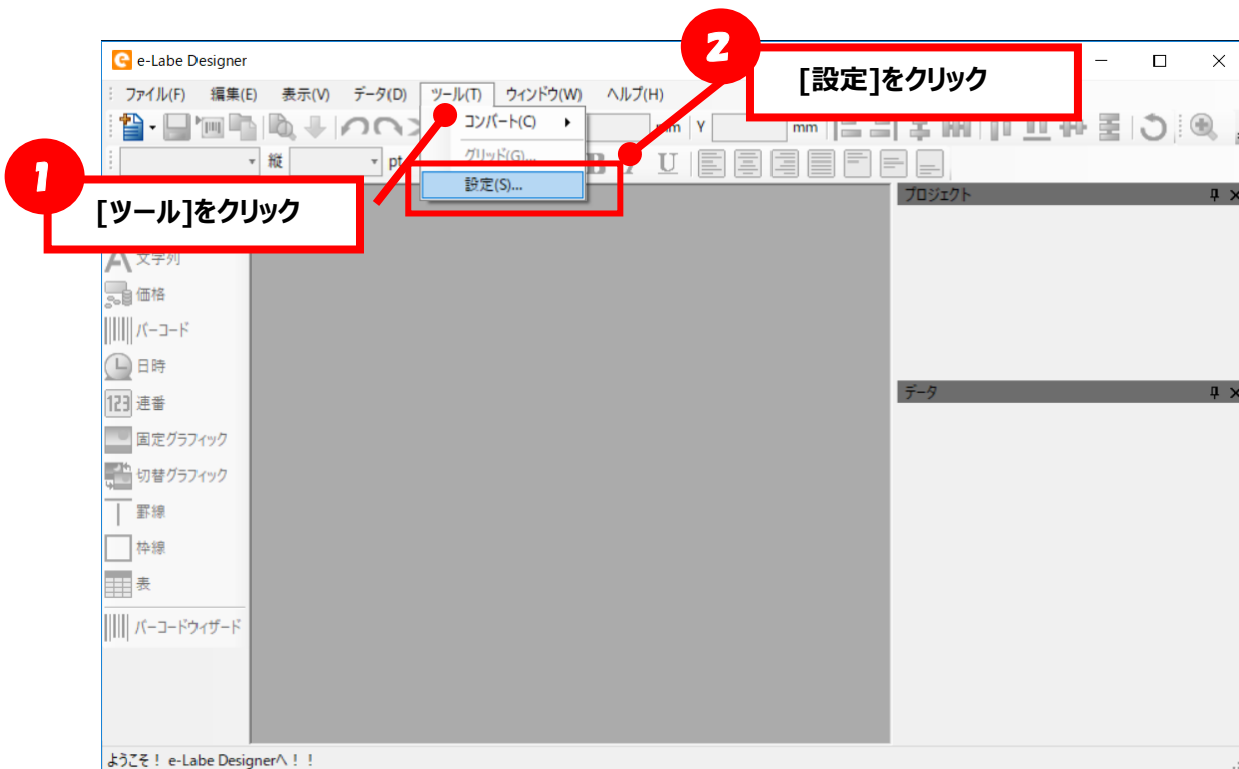 2
e-Labe Designer
[設定]をクリック
ファイル(F) 編集(E) 表示(V) データ(D) ツール(T) ウィンドウ(W) ヘルプ(H)
コンバート(C)
mm Y mm
縦 pt
グリッド(G)...
B U
設定(S)...
1
[ツール]をクリック
プロジェクト
文字列
価格
バーコード
日時
123 連番
データ
固定グラフィック
切替グラフィック
罫線
枠線
表
バーコードウィザード
ようこそ! e-Labe Designerへ!!